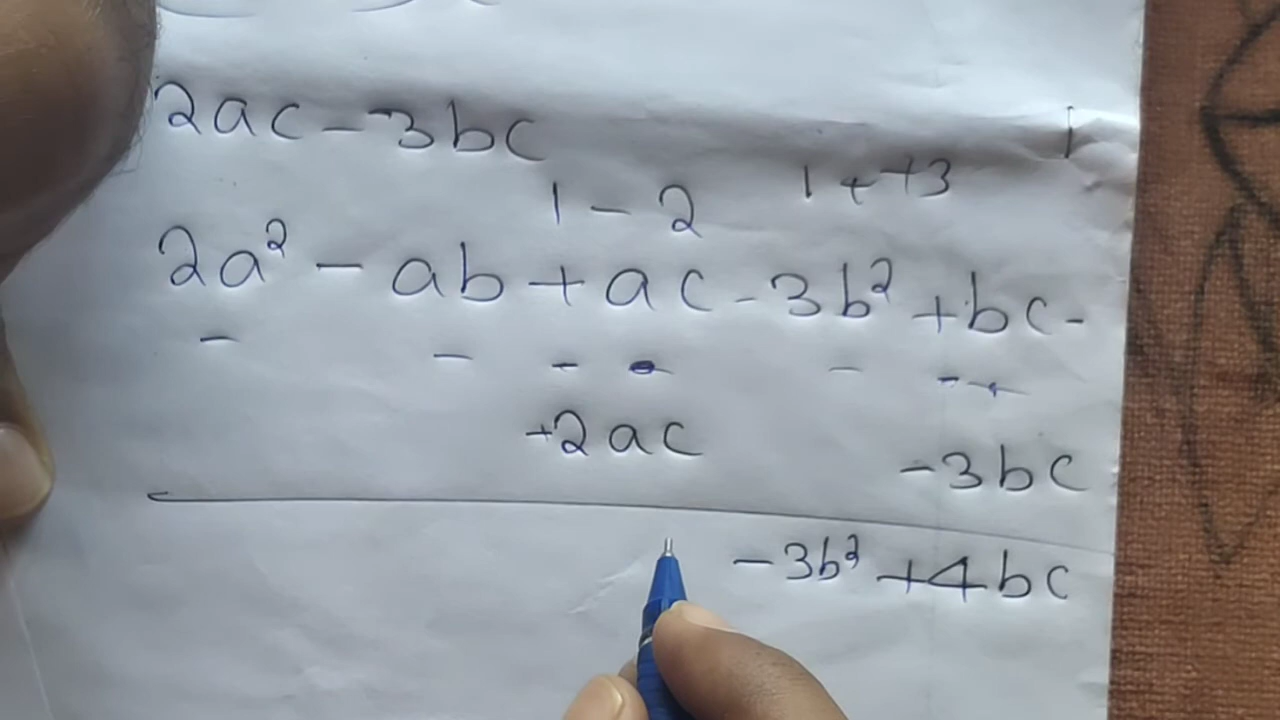 2ac - 3bc
1 - 2 1 + +3
2a² - ab + ac - 3b² + bc -
- - - - - - -
+2ac -3bc
-3b² +4bc